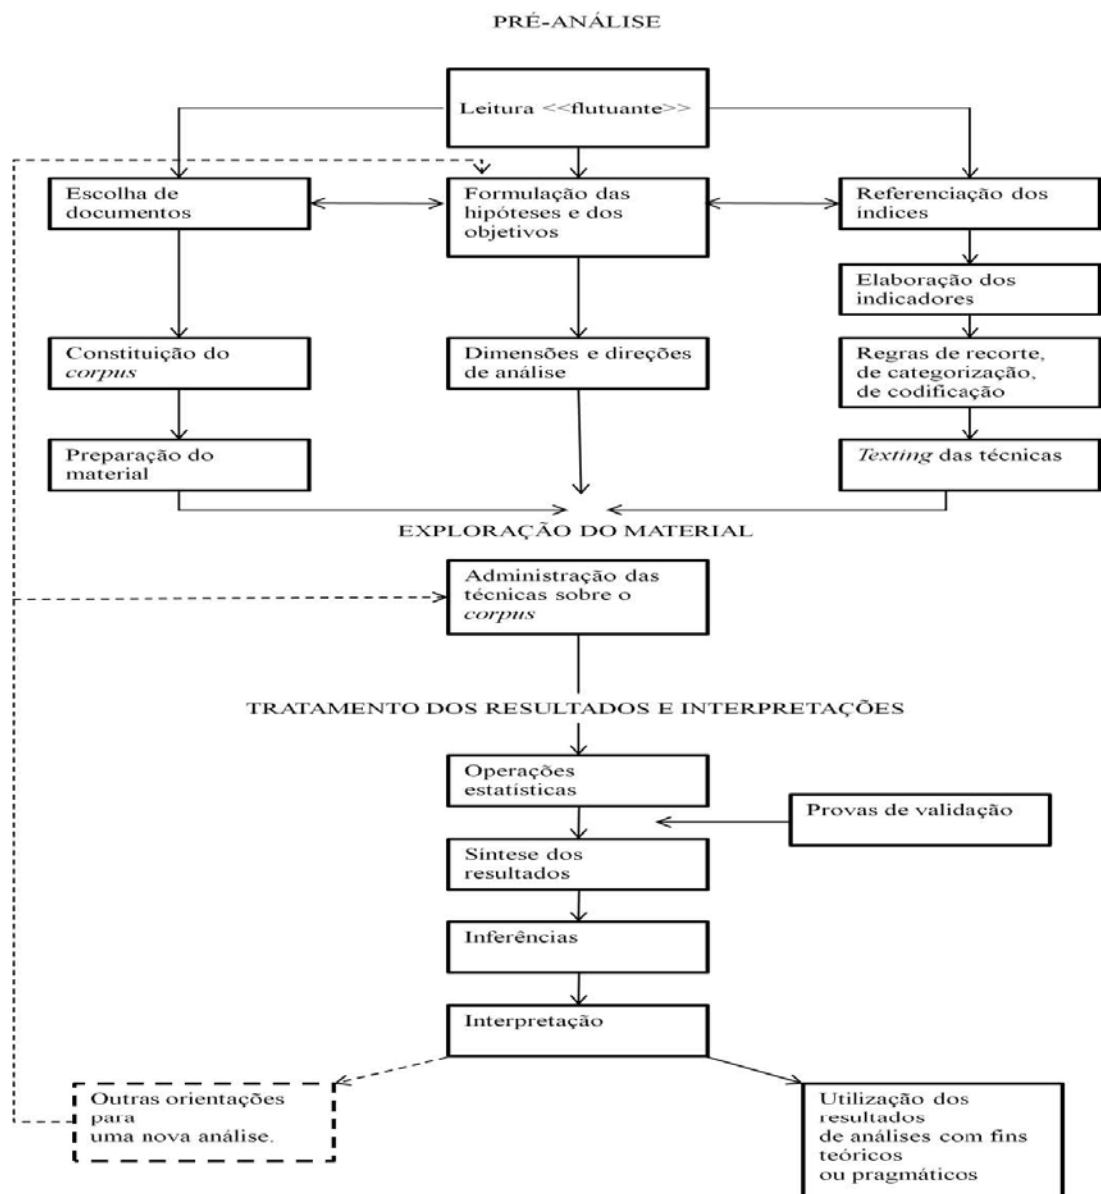 PRÉ-ANÁLISE
Leitura <<flutuante>>
Escolha de
documentos
Formulação das
hipóteses e dos
objetivos
Referenciação dos
índices
Elaboração dos
indicadores
Constituição do
corpus
Dimensões e direções
de análise
Regras de recorte,
de categorização,
de codificação
Preparação do
material
Texting das técnicas
EXPLORAÇÃO DO MATERIAL
Administração das
técnicas sobre o
corpus
TRATAMENTO DOS RESULTADOS E INTERPRETAÇÕES
Operações
estatísticas
Provas de validação
Síntese dos
resultados
Inferências
Interpretação
Outras orientações
para
uma nova análise.
Utilização dos
resultados
de análises com fins
teóricos
ou pragmáticos